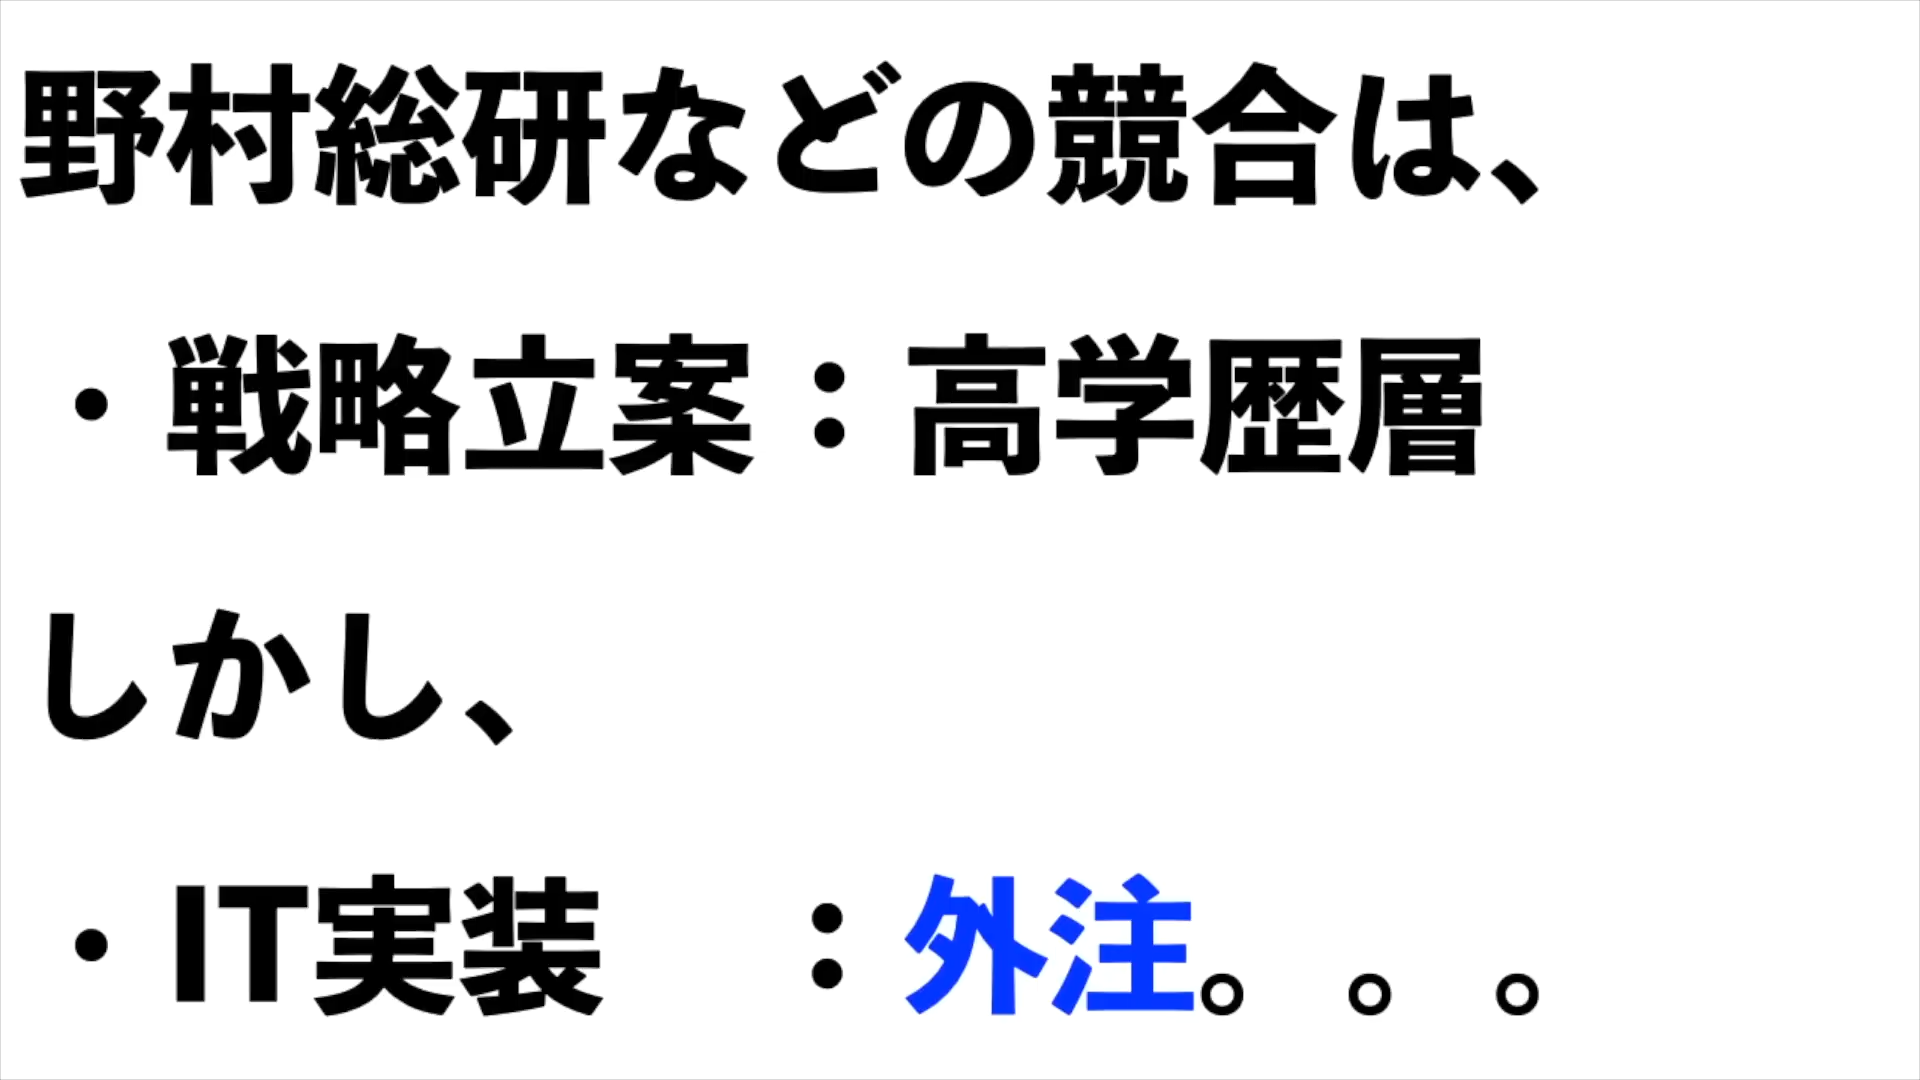 野村総研などの競合は、
・戦略立案：高学歴層
しかし、
・IT実装　：外注。。。